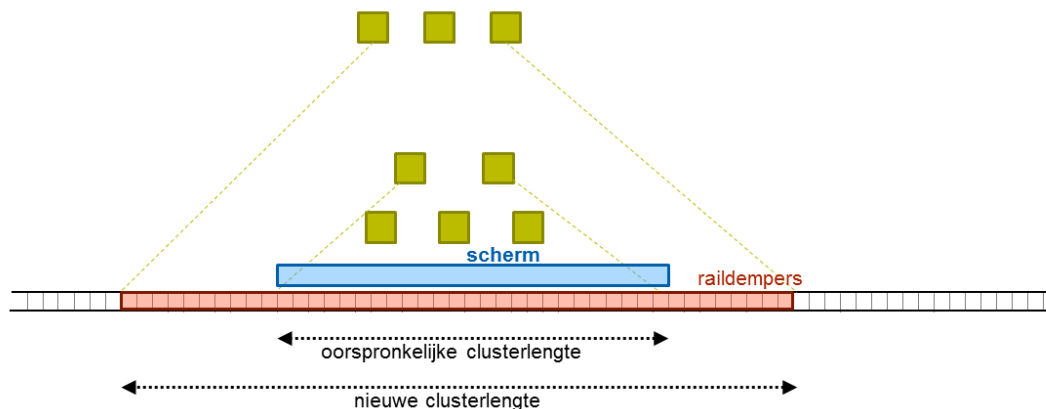 scherm
raildempers
oorspronkelijke clusterlengte
nieuwe clusterlengte